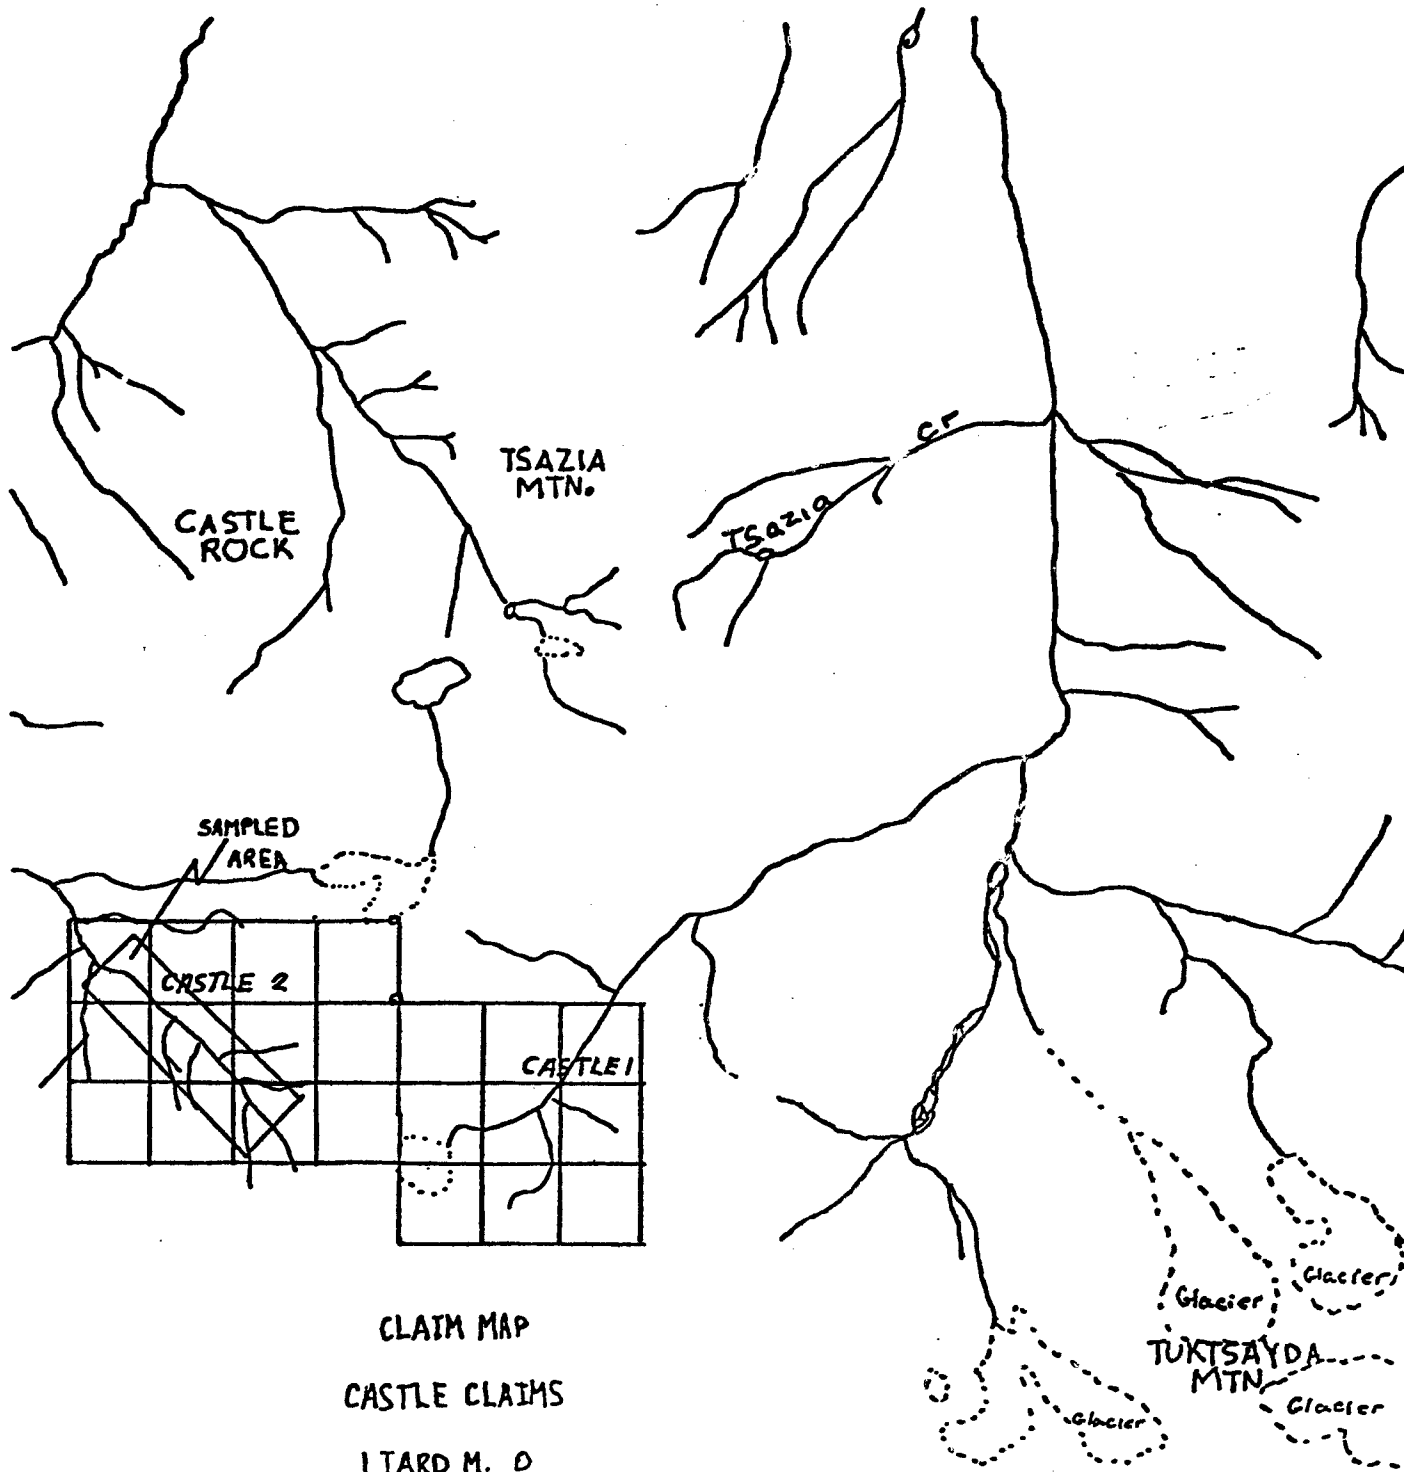 Cr
TSAZIA
MTN.
Tsazia
CASTLE
ROCK
SAMPLED
AREA
CASTLE 2
CASTLE 1
Glacier
Glacier
TUKTSAYDA
MTN
Glacier
Glacier
CLAIM MAP
CASTLE CLAIMS